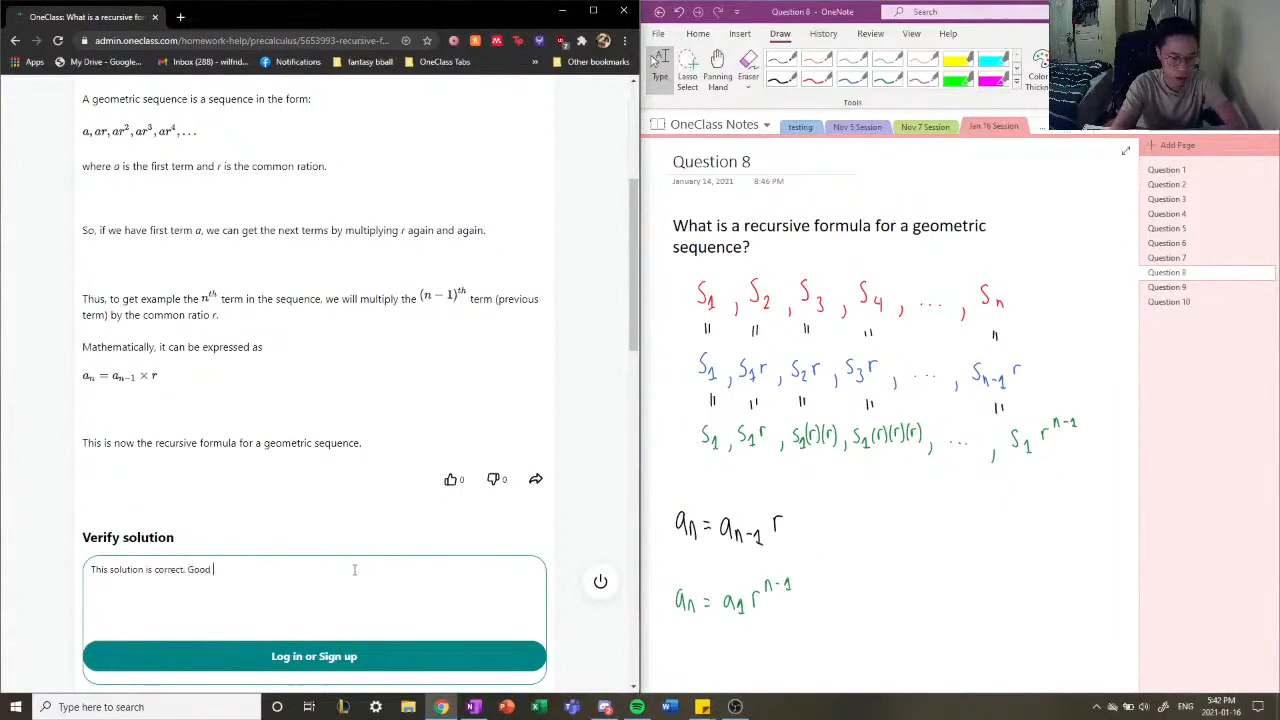 OneClass What is a recursive for
Question 8 - OneNote
Search
admin.oneclass.com/homework-help/precalculus/5653993-recursive-f...
File Home Insert Draw History Review View Help
Apps
My Site - Googl...
Notifications
fantasy bball
OneClass Tabs
Other bookmarks
Type
Lasso Select
Panning Hand
Eraser
Color
Tools
A geometric sequence is a sequence in the form:
a, ar, ar², ar³, ar⁴, ...
where a is the first term and r is the common ration.
So, if we have first term a, we can get the next terms by multiplying r again and again.
Thus, to get example the nᵗʰ term in the sequence, we will multiply the (n − 1)ᵗʰ term (previous
term) by the common ratio r.
Mathematically, it can be expressed as
aₙ = aₙ₋₁ × r
This is now the recursive formula for a geometric sequence.
0 0
Verify solution
This solution is correct. Good
Log in or Sign up
OneClass Notes
testing
Nov 5 Session
Nov 7 Session
Jan 16 Session
Question 8
January 14, 2021 8:46 PM
What is a recursive formula for a geometric
sequence?
S₁ , S₂ , S₃ , S₄ , ... , Sₙ
S₁ , S₁r , S₂r , S₃r , ... , Sₙ₋₁ r
S₁ , S₁r , S₁(r)(r) , S₁(r)(r)(r) , ... , S₁ rⁿ⁻¹
aₙ = aₙ₋₁ r
aₙ = a₁ rⁿ⁻¹
Add Page
Question 1
Question 2
Question 3
Question 4
Question 5
Question 6
Question 7
Question 8
Question 9
Question 10
Type here to search
5:42 PM
2021-01-16